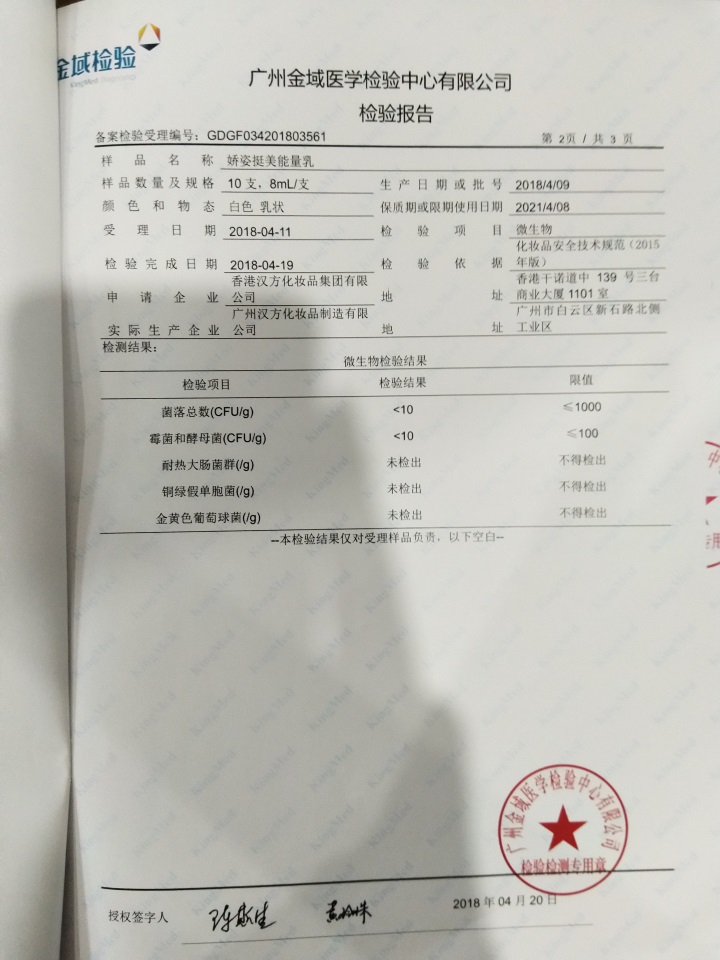 金域检验
KingMed Diagnostics
广州金域医学检验中心有限公司
检验报告
备案检验受理编号：GDGF034201803561
第 2页 / 共 3 页
样品名称 娇姿挺美能量乳
样品数量及规格 10 支，8mL/支 生产日期或批号 2018/4/09
颜色和物态 白色 乳状 保质期或限期使用日期 2021/4/08
受理日期 2018-04-11 检验项目 微生物
检验完成日期 2018-04-19 检验依据 化妆品安全技术规范（2015年版）
申请企业 香港汉方化妆品集团有限公司 地址 香港干诺道中 139 号三台商业大厦 1101 室
实际生产企业 广州汉方化妆品制造有限公司 地址 广州市白云区新石路北侧工业区
检测结果：
微生物检验结果
检验项目 检验结果 限值
菌落总数(CFU/g) <10 ≤1000
霉菌和酵母菌(CFU/g) <10 ≤100
耐热大肠菌群(/g) 未检出 不得检出
铜绿假单胞菌(/g) 未检出 不得检出
金黄色葡萄球菌(/g) 未检出 不得检出
--本检验结果仅对受理样品负责，以下空白--
广州金域医学检验中心有限公司
检验检测专用章
授权签字人
2018 年 04 月 20 日